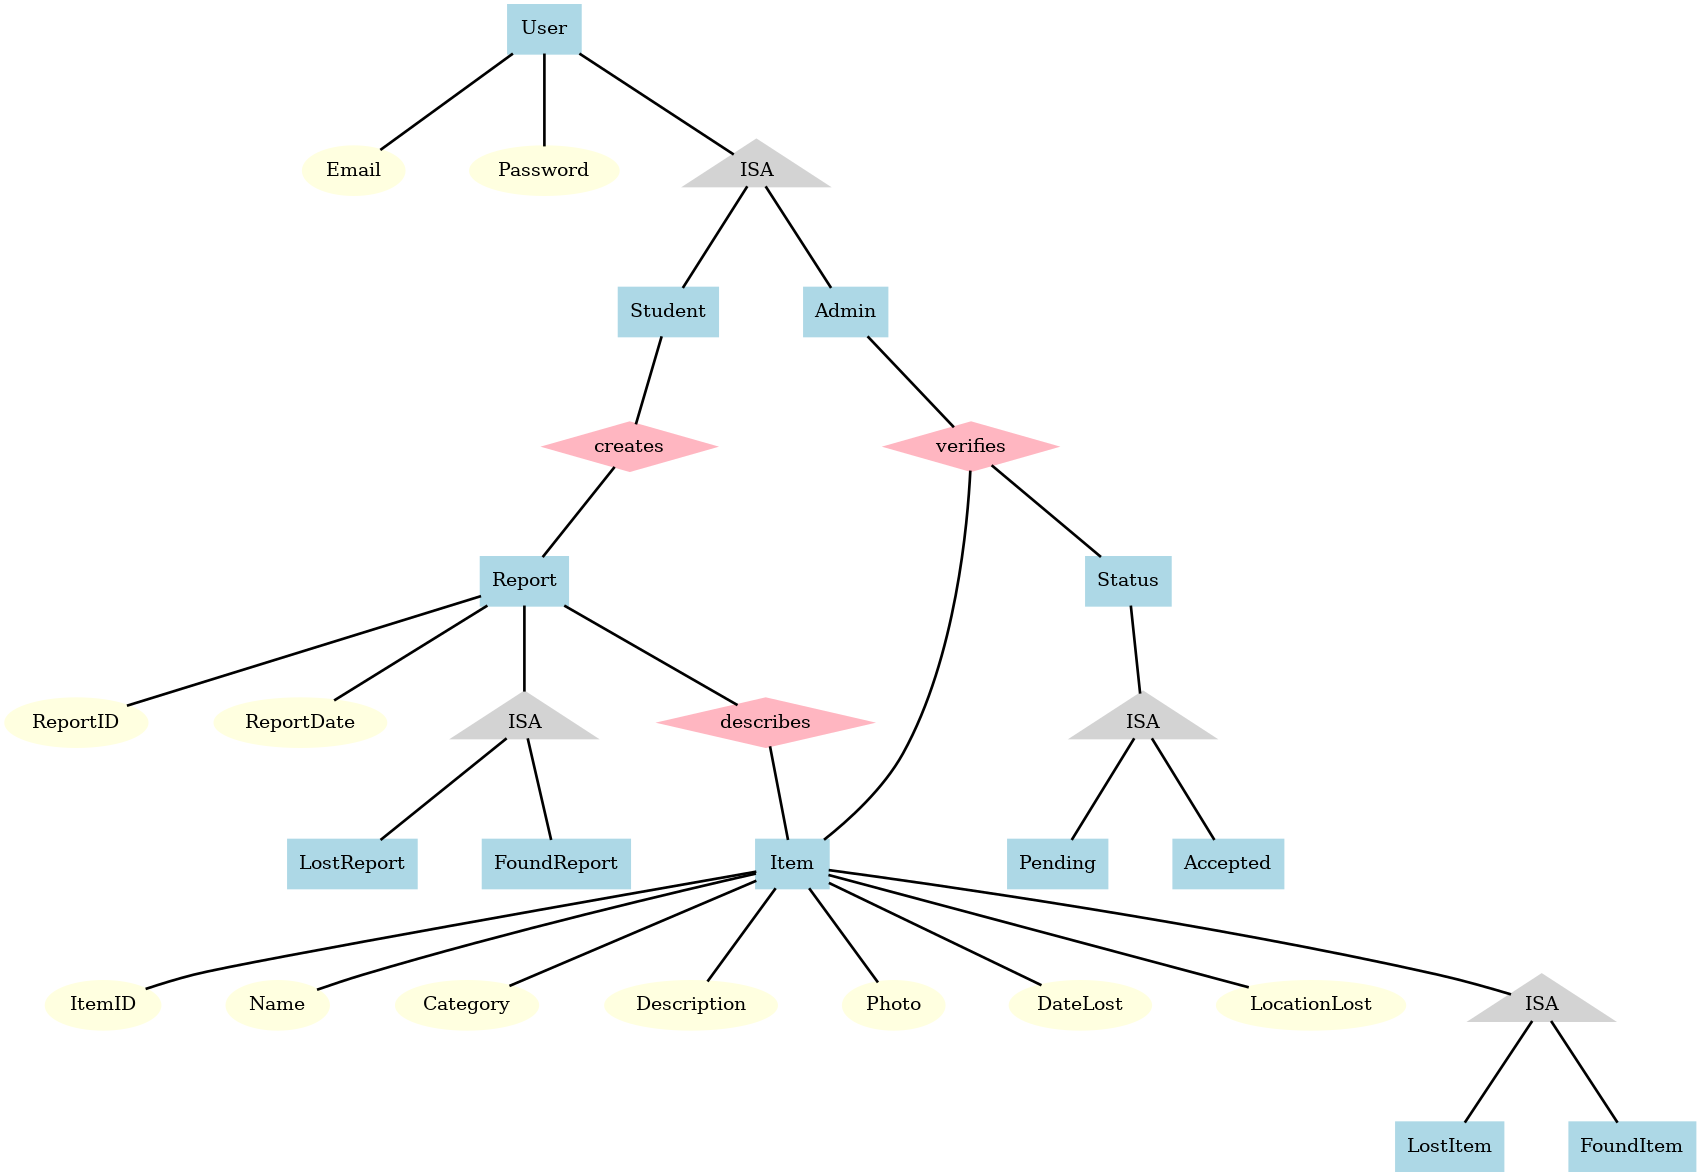 User
Email
Password
ISA
Student
Admin
creates
verifies
Report
Status
ReportID
ReportDate
ISA
describes
ISA
LostReport
FoundReport
Item
Pending
Accepted
ItemID
Name
Category
Description
Photo
DateLost
LocationLost
ISA
LostItem
FoundItem